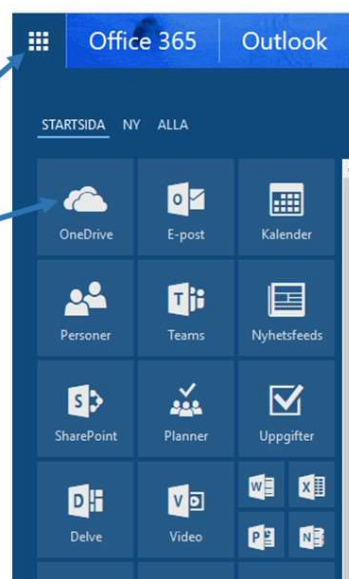 Office 365 Outlook
STARTSIDA NY ALLA
OneDrive E-post Kalender
Personer Teams Nyhetsfeeds
SharePoint Planner Uppgifter
Delve Video